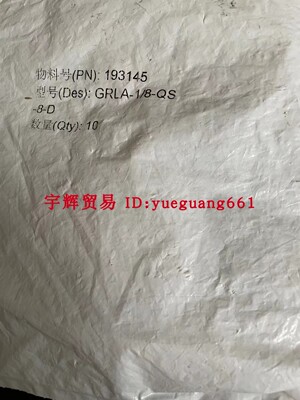 物料号(PN): 193145
型号(Des): GRLA-1/8-QS
-8-D
数量(Qty): 10
宇辉贸易 ID:yueguang661